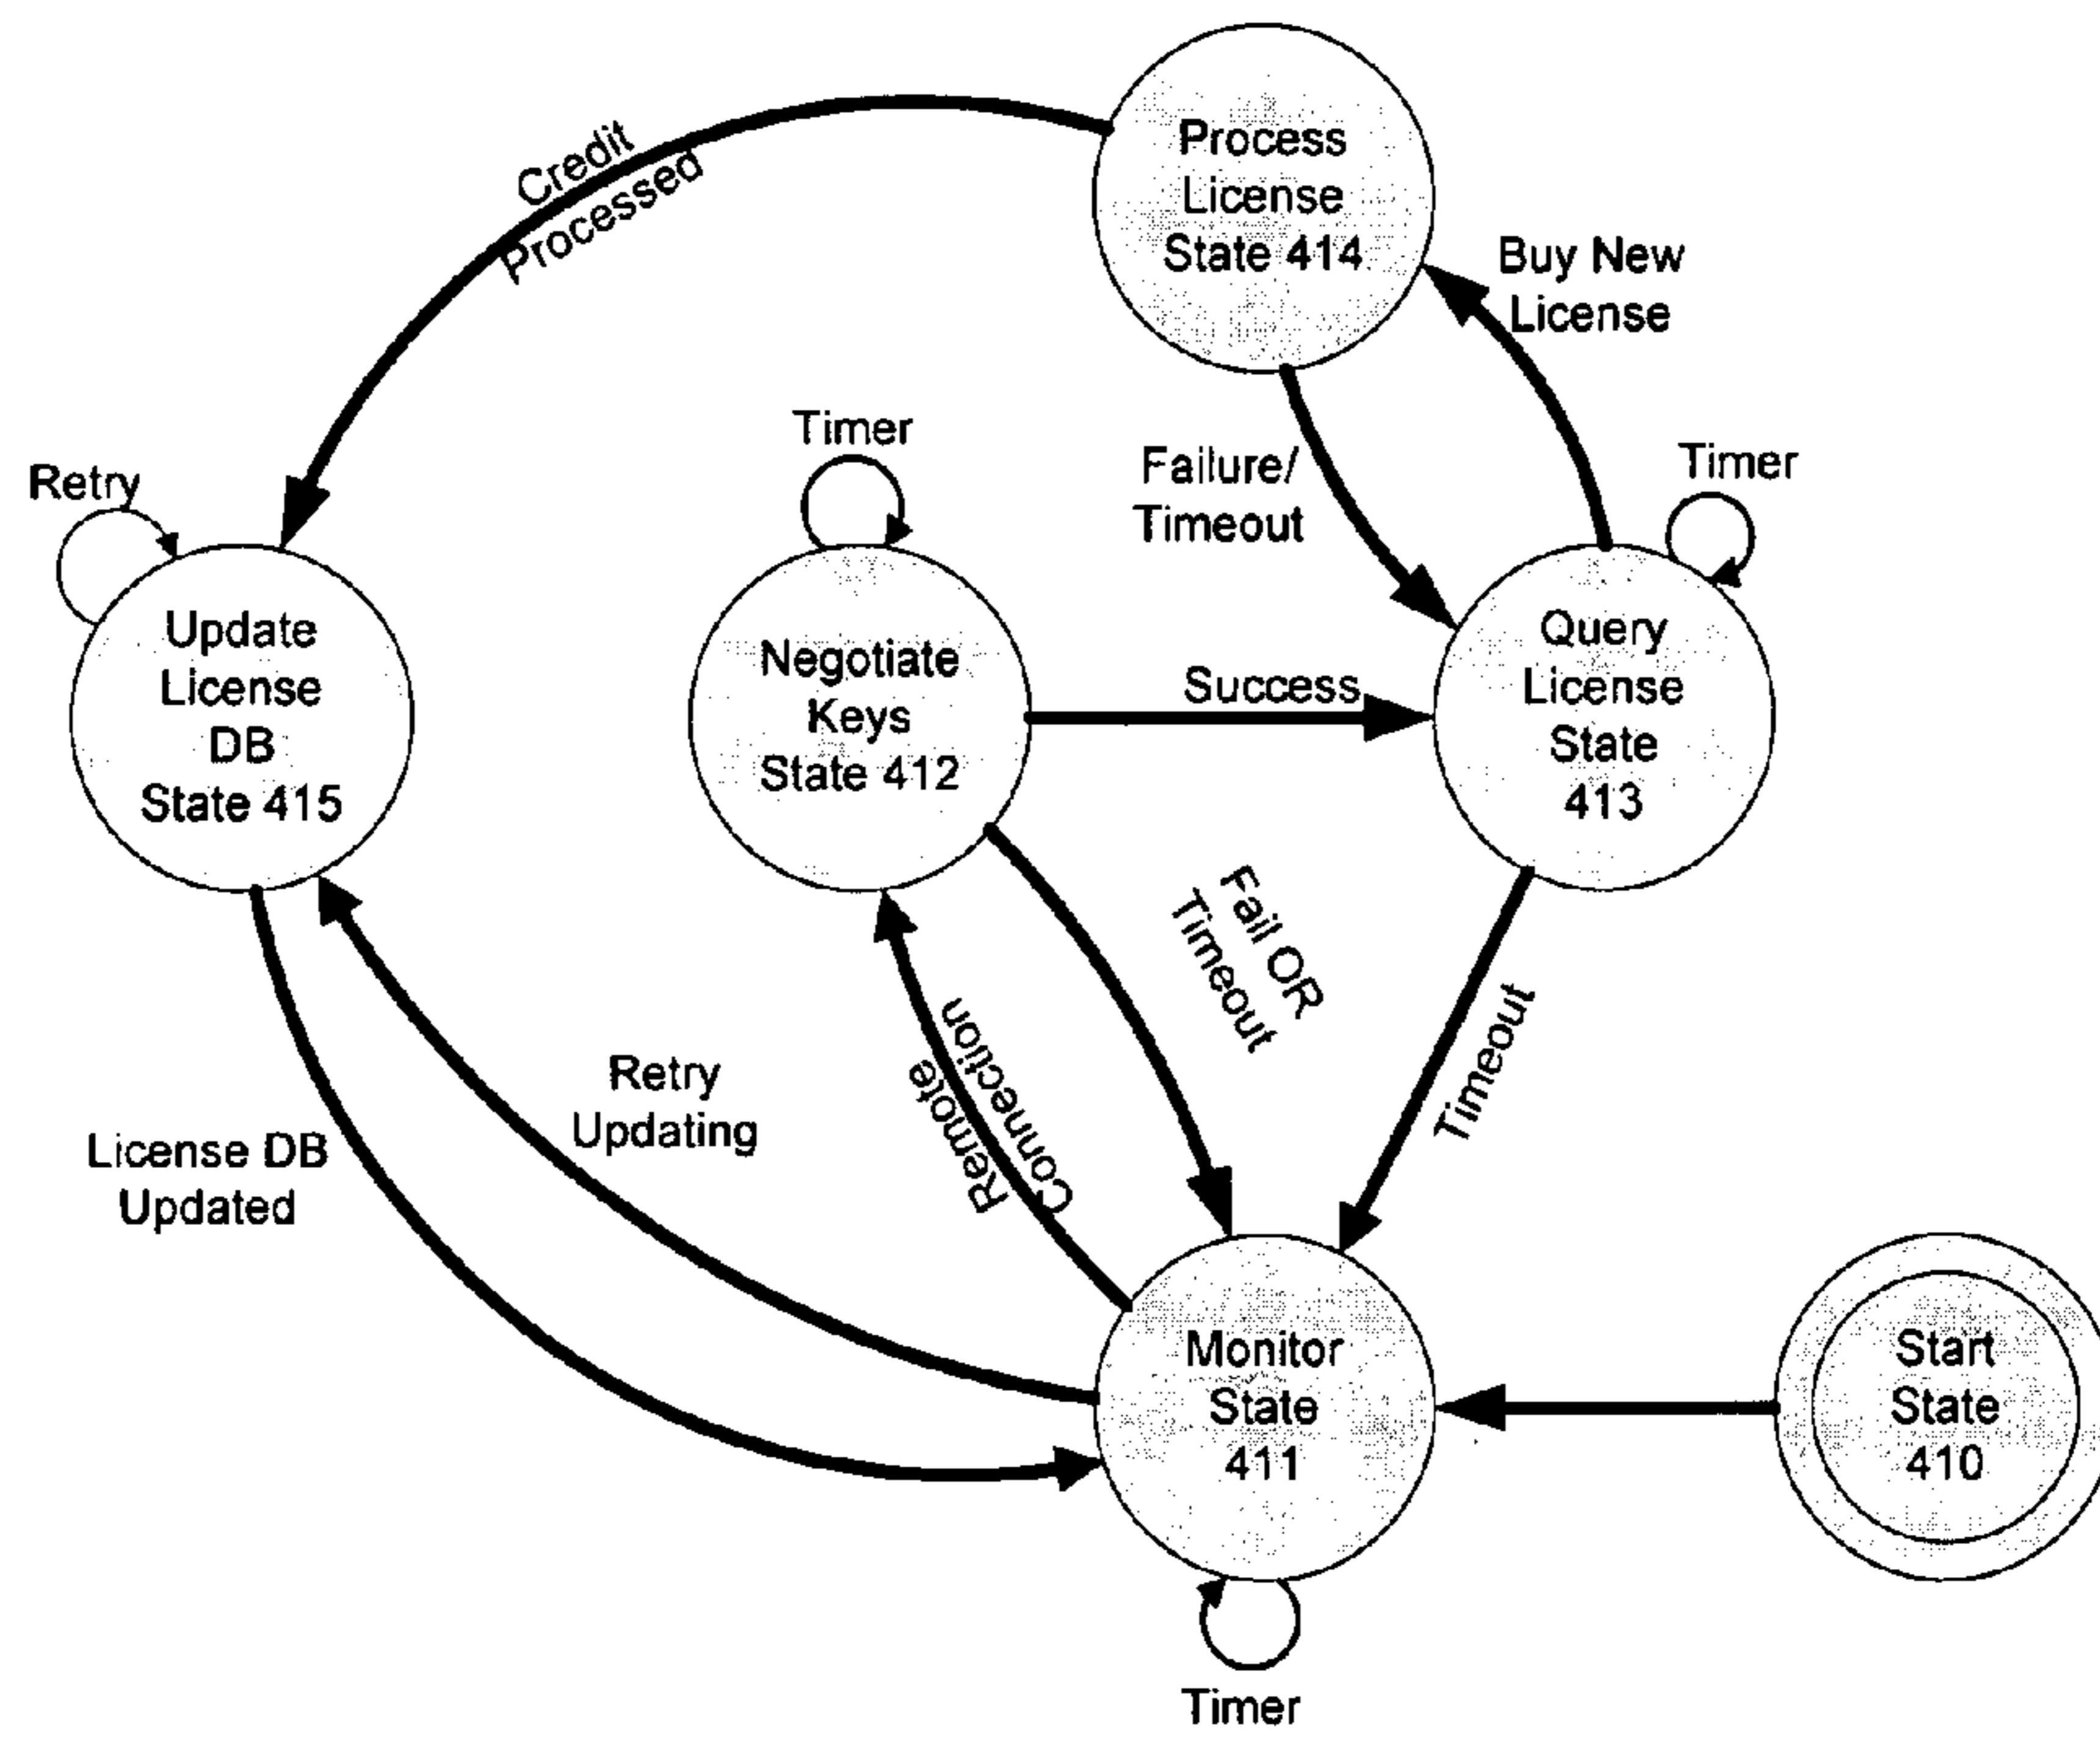 Process
License
State 414
Credit
Processed
Buy New
License
Timer
Failure/
Timeout
Timer
Retry
Update
License
DB
State 415
Negotiate
Keys
State 412
Success
Query
License
State
413
Fail OR
Timeout
Timeout
Remote
Connection
Retry
Updating
License DB
Updated
Monitor
State
411
Start
State
410
Timer